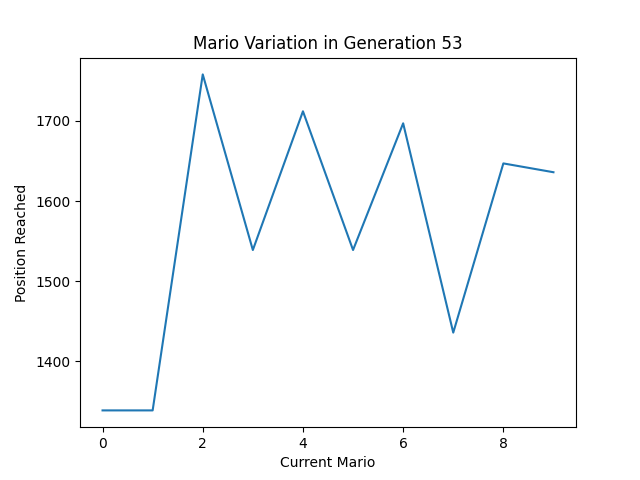 Mario Variation in Generation 53
Position Reached
1700
1600
1500
1400
0 2 4 6 8
Current Mario